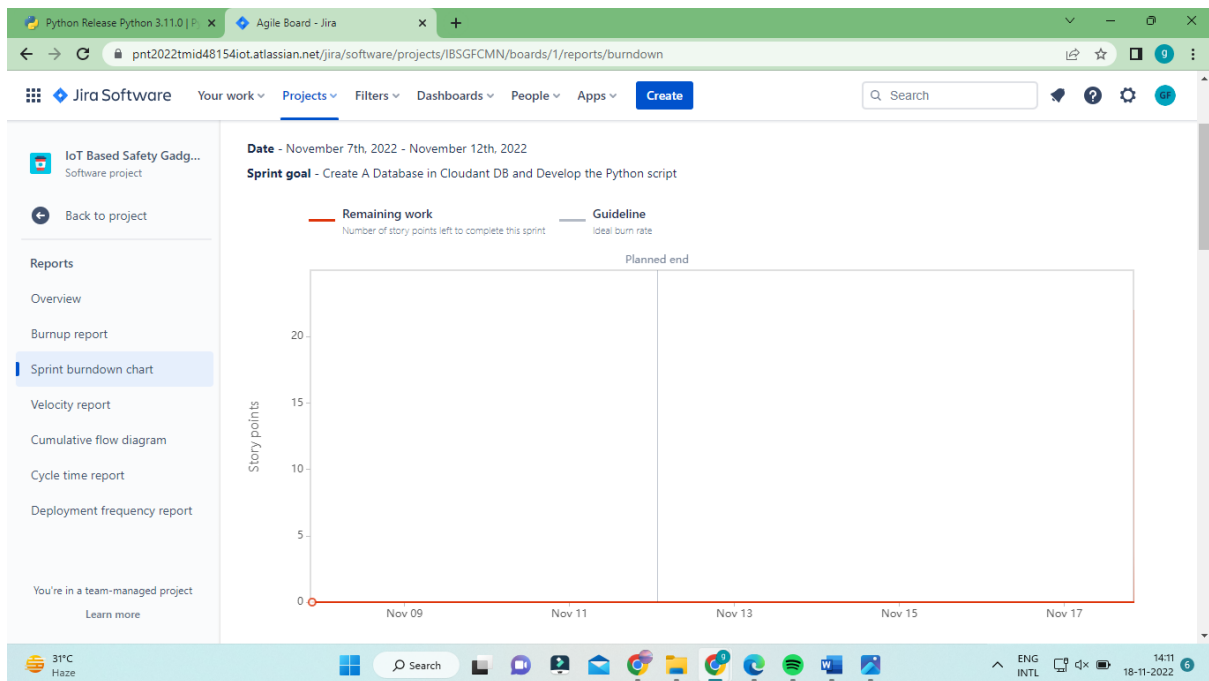 Python Release Python 3.11.0 | Py
Agile Board - Jira
pnt2022tmid48154iot.atlassian.net/jira/software/projects/IBSGFCMN/boards/1/reports/burndown
g
Jira Software
Your work
Projects
Filters
Dashboards
People
Apps
Create
Search
GF
IoT Based Safety Gadg...
Software project
Back to project
Reports
Overview
Burnup report
Sprint burndown chart
Velocity report
Cumulative flow diagram
Cycle time report
Deployment frequency report
You're in a team-managed project
Learn more
Date - November 7th, 2022 - November 12th, 2022
Sprint goal - Create A Database in Cloudant DB and Develop the Python script
Remaining work
Number of story points left to complete this sprint
Guideline
Ideal burn rate
Planned end
Story points
20
15
10
5
0
Nov 09
Nov 11
Nov 13
Nov 15
Nov 17
31°C
Haze
Search
9
ENG
INTL
14:11
18-11-2022
6